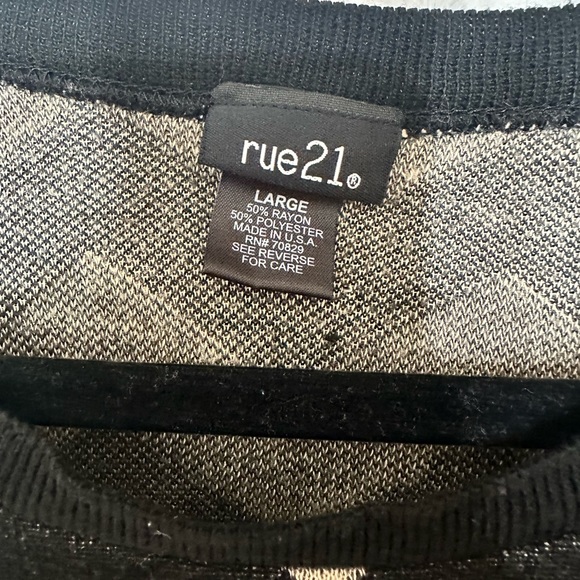 rue21®
LARGE
50% RAYON
50% POLYESTER
MADE IN U.S.A.
RN# 70829
SEE REVERSE
FOR CARE